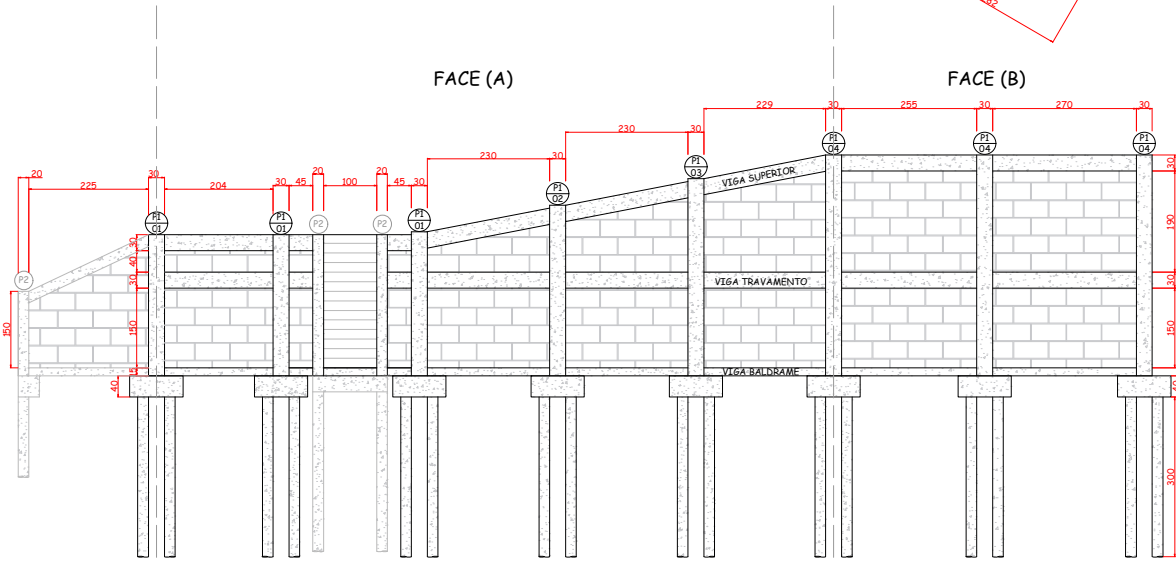 FACE (A)
FACE (B)
229
30
255
30
270
30
230
30
230
30
20
225
30
204
30
45
20
100
20
45
30
P1
04
P1
04
P1
04
P1
03
P1
02
P1
01
P1
01
P1
01
P2
P2
P2
VIGA SUPERIOR
VIGA TRAVAMENTO
VIGA BALDRAME
30
40
30
150
15
40
150
30
190
30
150
40
300